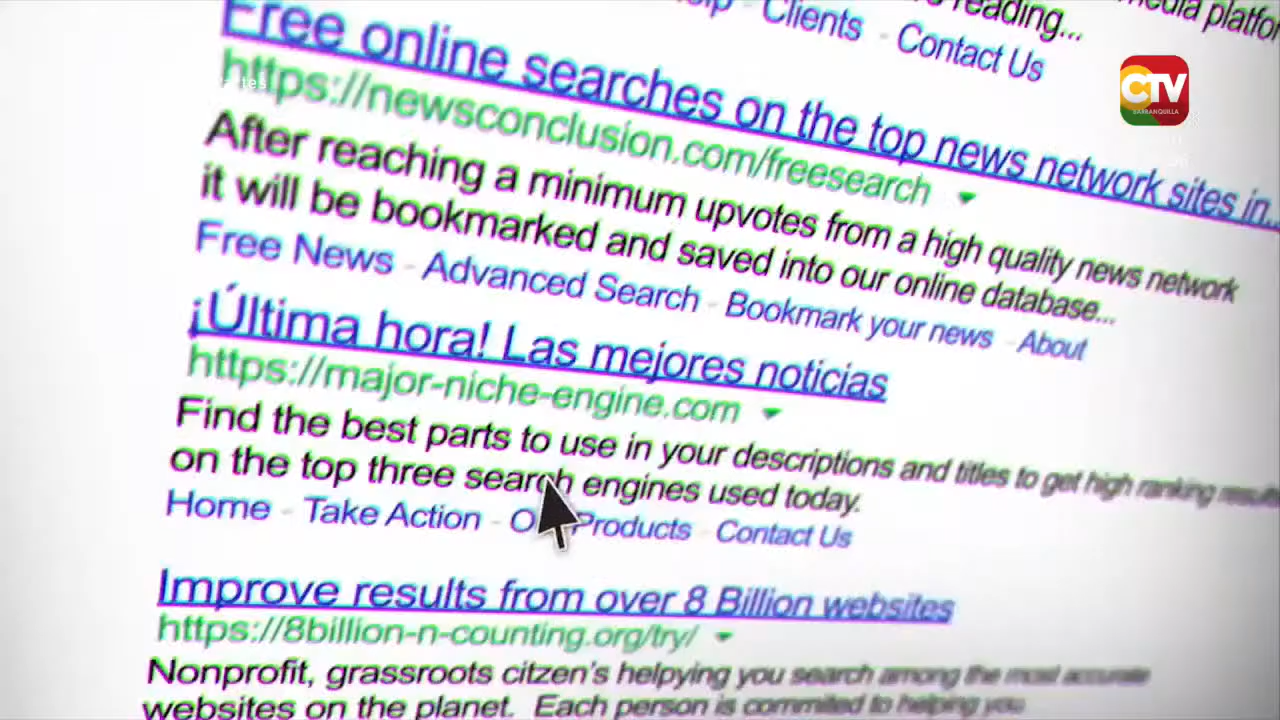 reading...
media platfor
Clients - Contact Us
Free online searches on the top news network sites in...
https://newsconclusion.com/freesearch
After reaching a minimum upvotes from a high quality news network
it will be bookmarked and saved into our online database...
Free News - Advanced Search - Bookmark your news - About
¡Última hora! Las mejores noticias
https://major-niche-engine.com
Find the best parts to use in your descriptions and titles to get high ranking results
on the top three search engines used today.
Home - Take Action - O Products - Contact Us
Improve results from over 8 Billion websites
https://8billion-n-counting.org/try/
Nonprofit, grassroots citzen's helpying you search among the most accurate
websites on the planet. Each person is committed to helping you
CTV
BARRANQUILLA